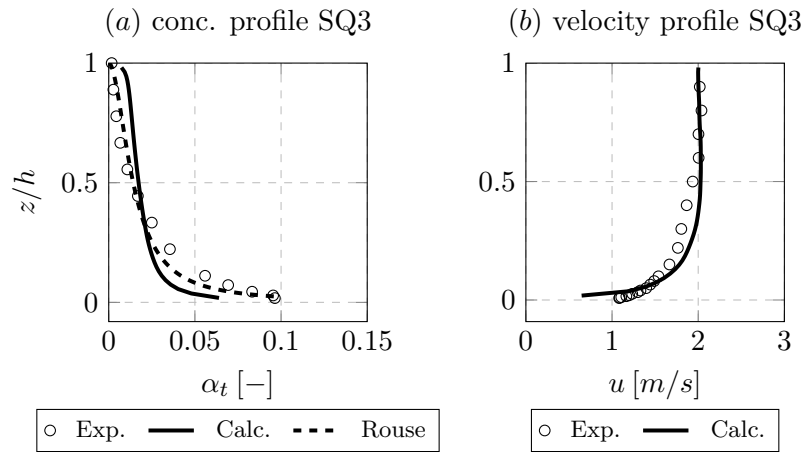 (a) conc. profile SQ3
1
0.5
0
z/h
0
0.05
0.1
0.15
α_t [−]
Exp.
Calc.
Rouse
(b) velocity profile SQ3
1
0.5
0
0
1
2
3
u [m/s]
Exp.
Calc.